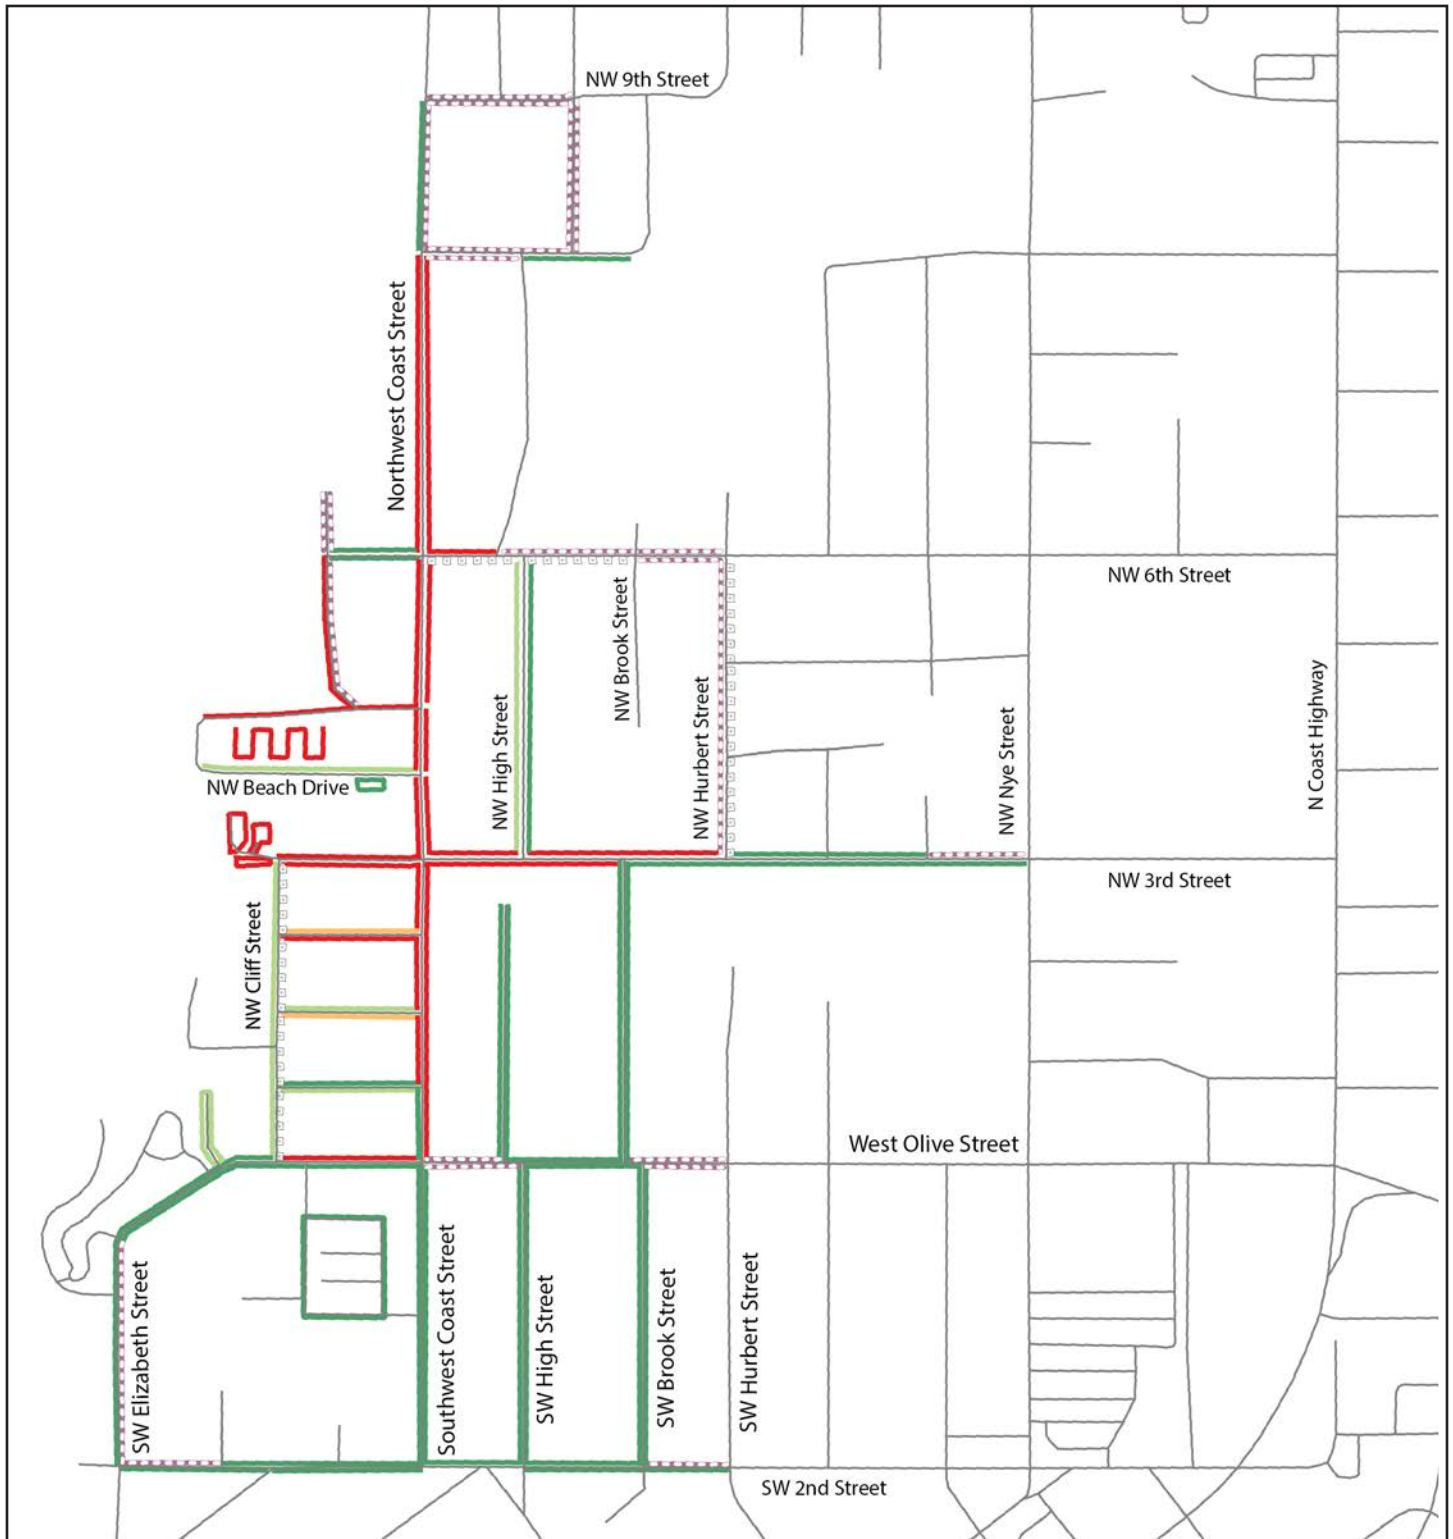 NW 9th Street
Northwest Coast Street
NW 6th Street
NW Brook Street
NW High Street
NW Hurbert Street
NW Nye Street
N Coast Highway
NW Beach Drive
NW 3rd Street
NW Cliff Street
West Olive Street
SW Elizabeth Street
Southwest Coast Street
SW High Street
SW Brook Street
SW Hurbert Street
SW 2nd Street